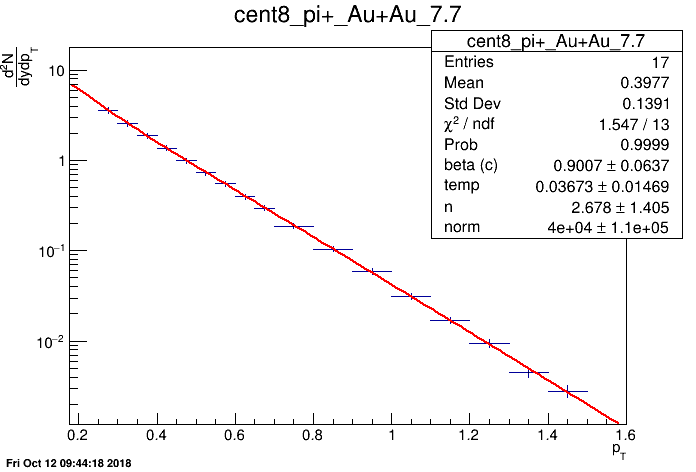 cent8_pi+_Au+Au_7.7
d²N
dydp_T
cent8_pi+_Au+Au_7.7
Entries 17
Mean 0.3977
Std Dev 0.1391
χ² / ndf 1.547 / 13
Prob 0.9999
beta (c) 0.9007 ± 0.0637
temp 0.03673 ± 0.01469
n 2.678 ± 1.405
norm 4e+04 ± 1.1e+05
10
1
10⁻¹
10⁻²
0.2 0.4 0.6 0.8 1 1.2 1.4 1.6
p_T
Fri Oct 12 09:44:18 2018